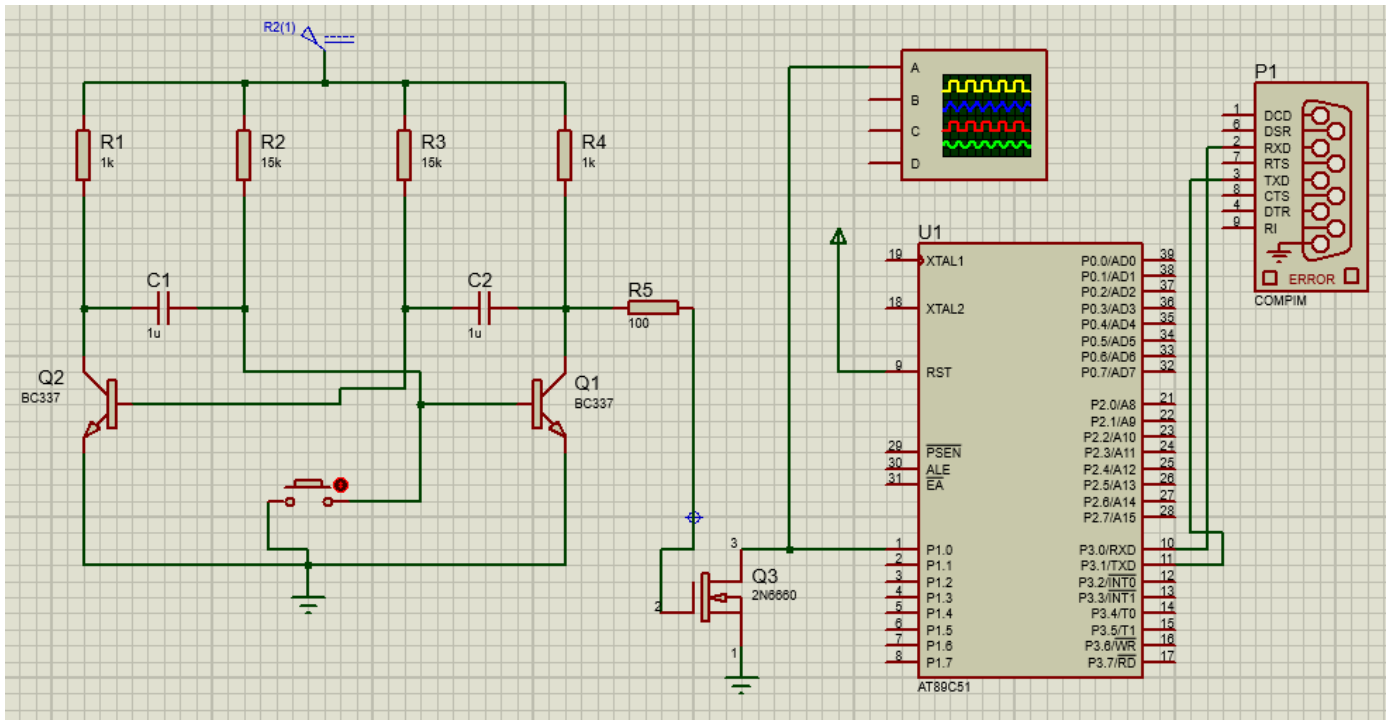 R2(1)
R1
1k
R2
15k
R3
15k
R4
1k
C1
1u
C2
1u
R5
100
Q2
BC337
Q1
BC337
3
2
1
Q3
2N6660
A
B
C
D
U1
19
XTAL1
18
XTAL2
9
RST
29
PSEN
30
ALE
31
EA
1
P1.0
2
P1.1
3
P1.2
4
P1.3
5
P1.4
6
P1.5
7
P1.6
8
P1.7
P0.0/AD0
39
P0.1/AD1
38
P0.2/AD2
37
P0.3/AD3
36
P0.4/AD4
35
P0.5/AD5
34
P0.6/AD6
33
P0.7/AD7
32
P2.0/A8
21
P2.1/A9
22
P2.2/A10
23
P2.3/A11
24
P2.4/A12
25
P2.5/A13
26
P2.6/A14
27
P2.7/A15
28
P3.0/RXD
10
P3.1/TXD
11
P3.2/INT0
12
P3.3/INT1
13
P3.4/T0
14
P3.5/T1
15
P3.6/WR
16
P3.7/RD
17
AT89C51
P1
1
DCD
6
DSR
2
RXD
7
RTS
3
TXD
8
CTS
4
DTR
9
RI
ERROR
COMPIM